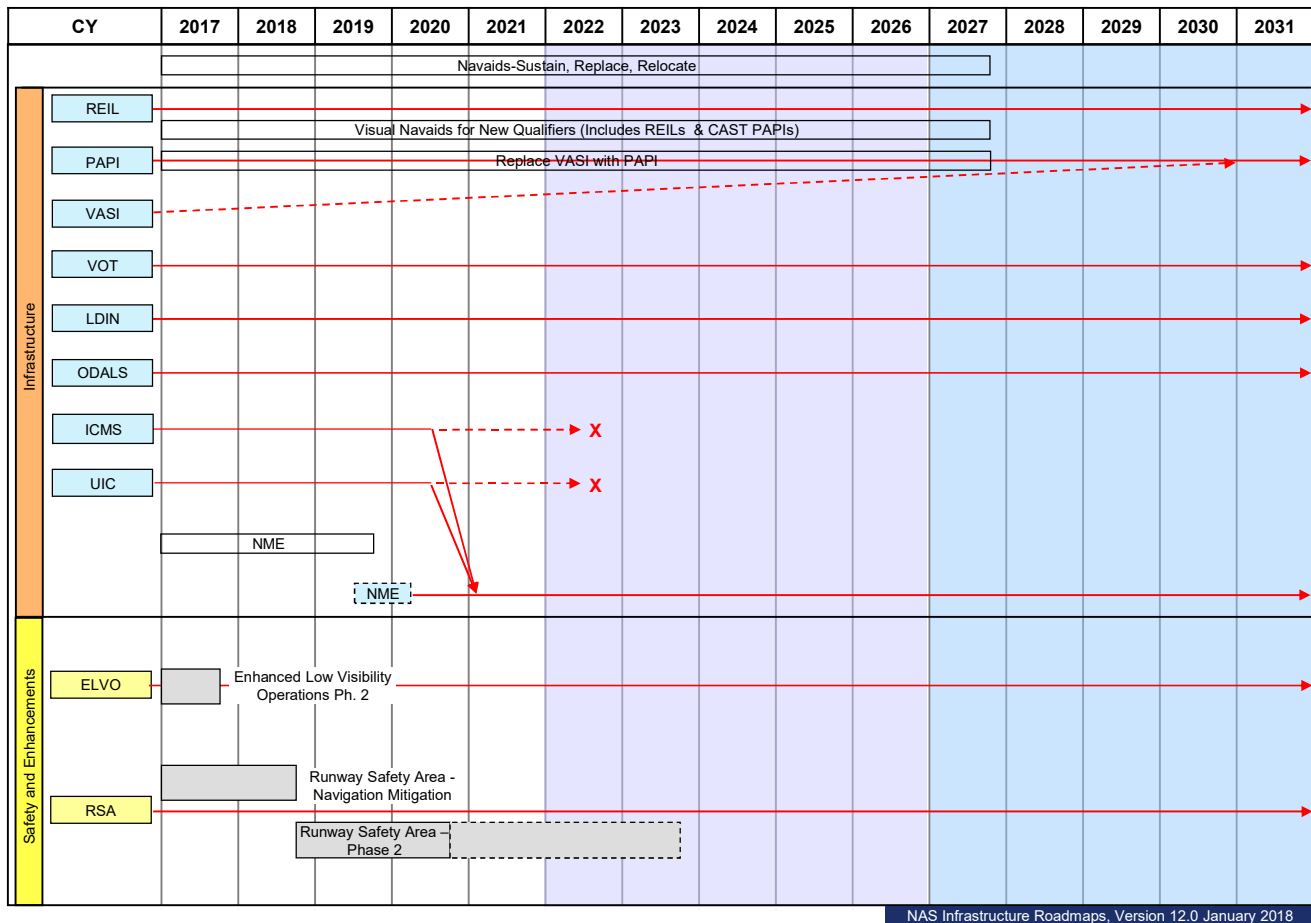 CY 2017 2018 2019 2020 2021 2022 2023 2024 2025 2026 2027 2028 2029 2030 2031
Navaids-Sustain, Replace, Relocate
Infrastructure
REIL
Visual Navaids for New Qualifiers (Includes REILs & CAST PAPIs)
PAPI
Replace VASI with PAPI
VASI
VOT
LDIN
ODALS
ICMS
X
UIC
X
NME
NME
Safety and Enhancements
ELVO
Enhanced Low Visibility
Operations Ph. 2
Runway Safety Area -
Navigation Mitigation
RSA
Runway Safety Area –
Phase 2
NAS Infrastructure Roadmaps, Version 12.0 January 2018